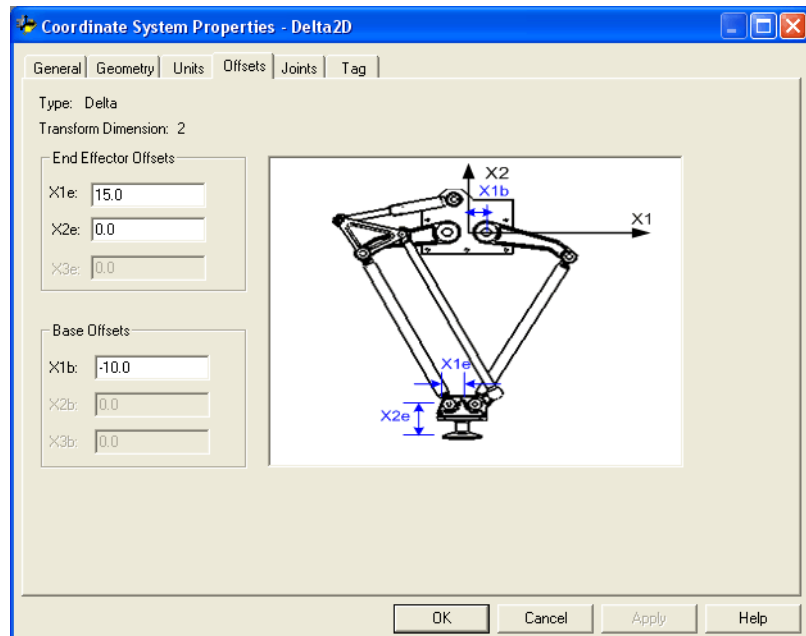 Coordinate System Properties - Delta2D
General Geometry Units Offsets Joints Tag
Type: Delta
Transform Dimension: 2
End Effector Offsets
X1e: 15.0
X2e: 0.0
X3e: 0.0
Base Offsets
X1b: -10.0
X2b: 0.0
X3b: 0.0
X2
X1b
X1
X1e
X2e
OK Cancel Apply Help